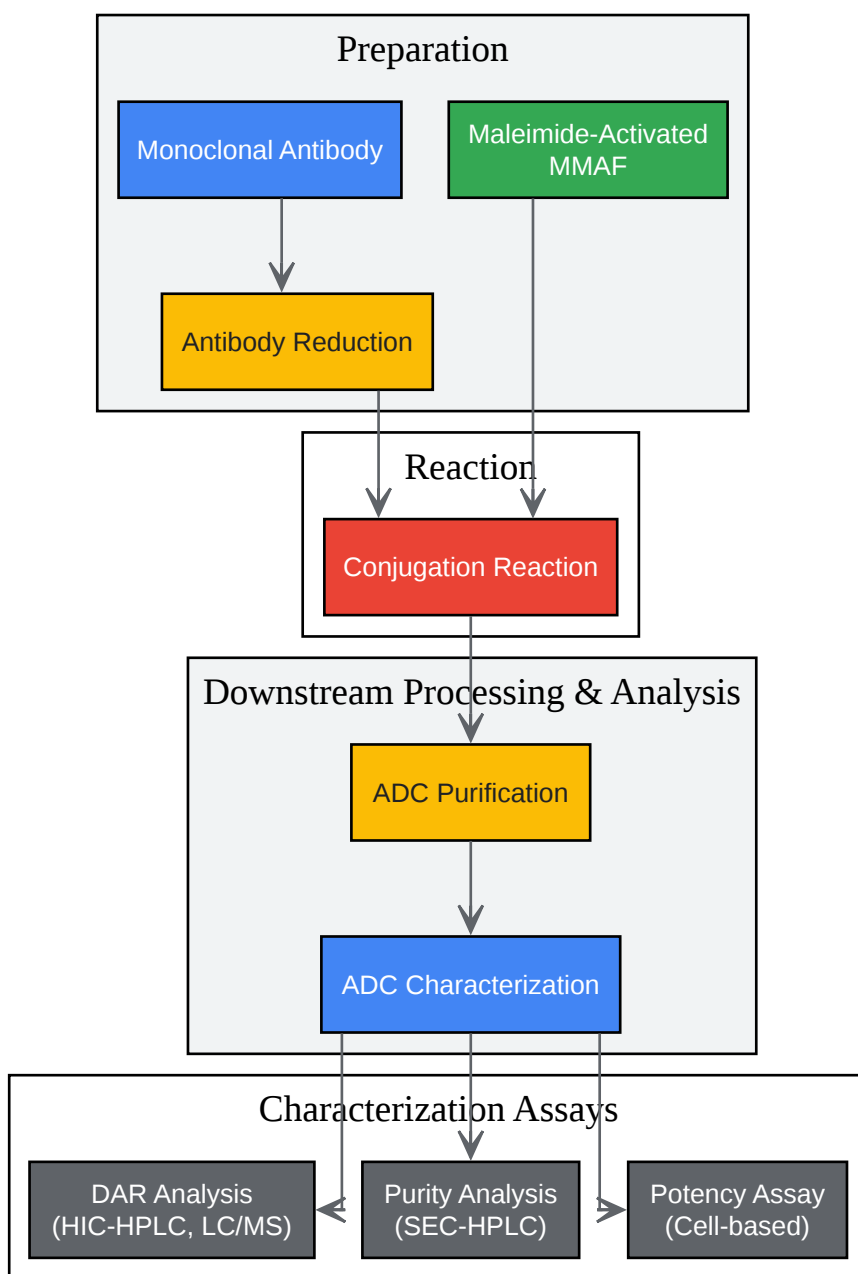 Preparation
Monoclonal Antibody
Maleimide-Activated
MMAF
Antibody Reduction
Reaction
Conjugation Reaction
Downstream Processing & Analysis
ADC Purification
ADC Characterization
Characterization Assays
DAR Analysis
(HIC-HPLC, LC/MS)
Purity Analysis
(SEC-HPLC)
Potency Assay
(Cell-based)